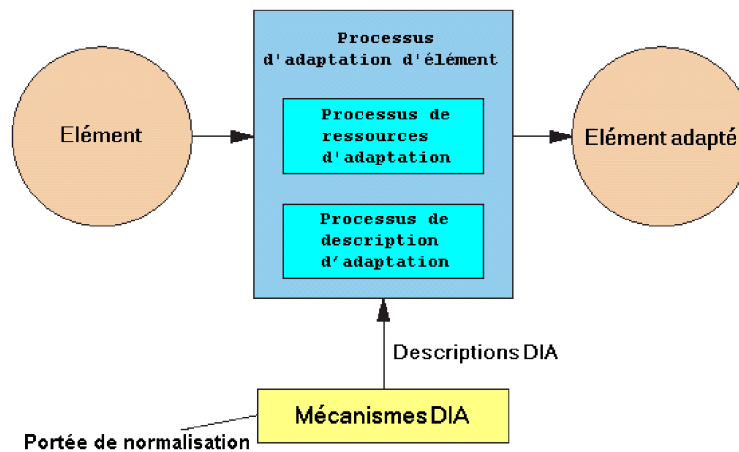 Processus
d'adaptation d'élément
Elément
Processus de
ressources
d'adaptation
Elément adapté
Processus de
description
d’adaptation
Descriptions DIA
Mécanismes DIA
Portée de normalisation